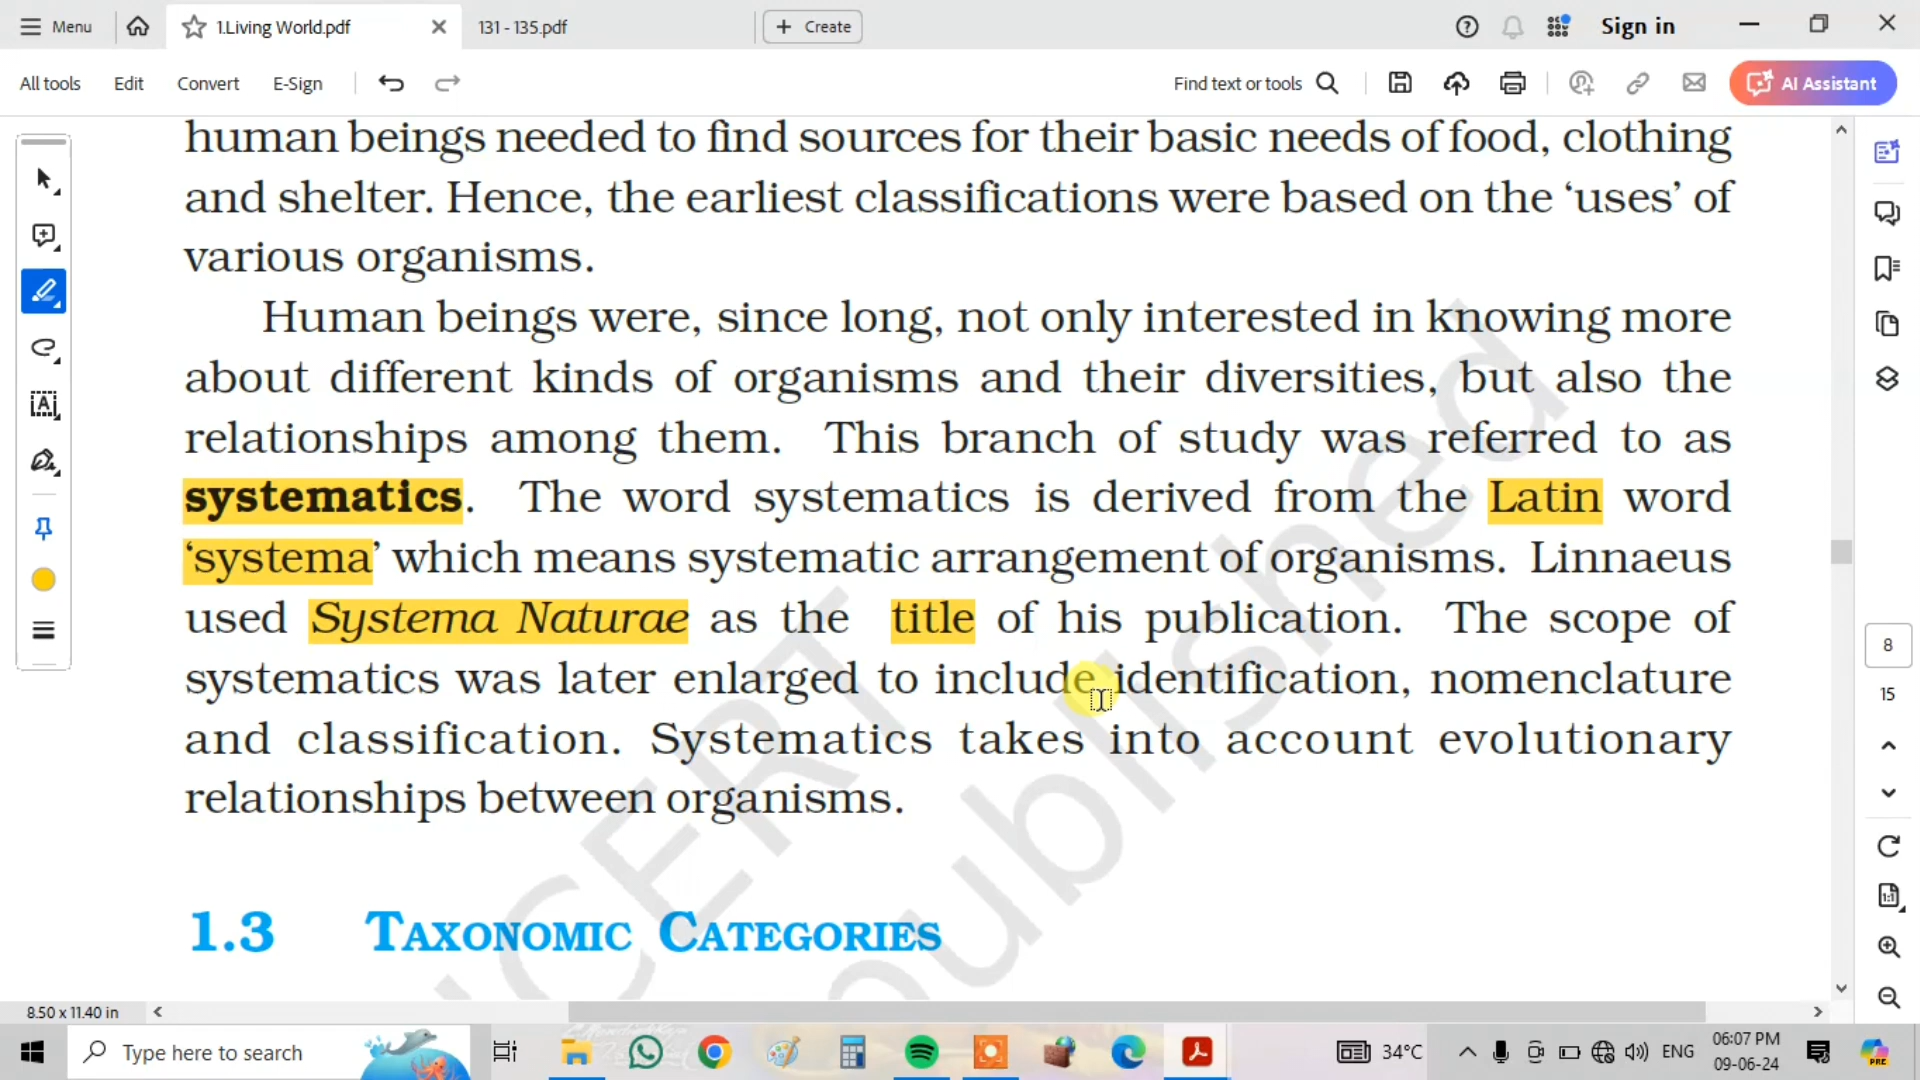 Menu
1.Living World.pdf
131 - 135.pdf
Create
Sign in
All tools
Edit
Convert
E-Sign
Find text or tools
AI Assistant
human beings needed to find sources for their basic needs of food, clothing
and shelter. Hence, the earliest classifications were based on the ‘uses’ of
various organisms.
Human beings were, since long, not only interested in knowing more
about different kinds of organisms and their diversities, but also the
relationships among them. This branch of study was referred to as
systematics. The word systematics is derived from the Latin word
‘systema’ which means systematic arrangement of organisms. Linnaeus
used Systema Naturae as the title of his publication. The scope of
systematics was later enlarged to include identification, nomenclature
and classification. Systematics takes into account evolutionary
relationships between organisms.
1.3 TAXONOMIC CATEGORIES
NCERT
published
8
15
8.50 x 11.40 in
Type here to search
34°C
ENG
06:07 PM
09-06-24
PRE